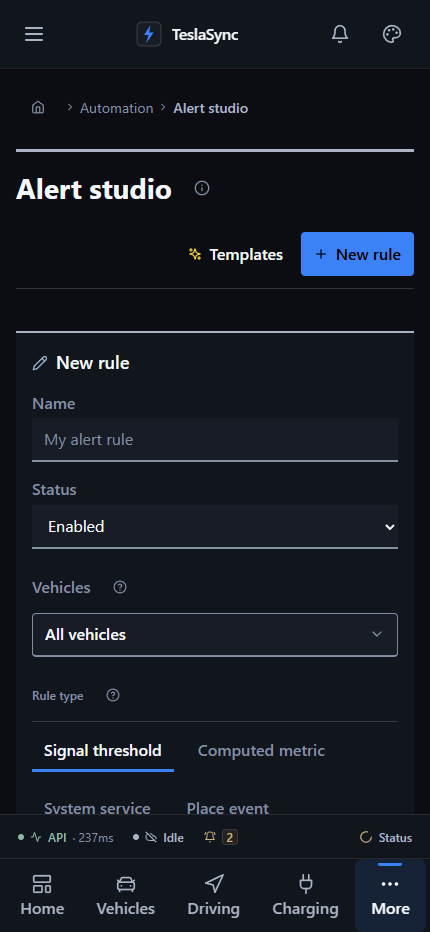 TeslaSync
Automation Alert studio
Alert studio
Templates + New rule
New rule
Name
My alert rule
Status
Enabled
Vehicles
All vehicles
Rule type
Signal threshold Computed metric
System service Place event
API · 237ms Idle 2 Status
Home Vehicles Driving Charging More